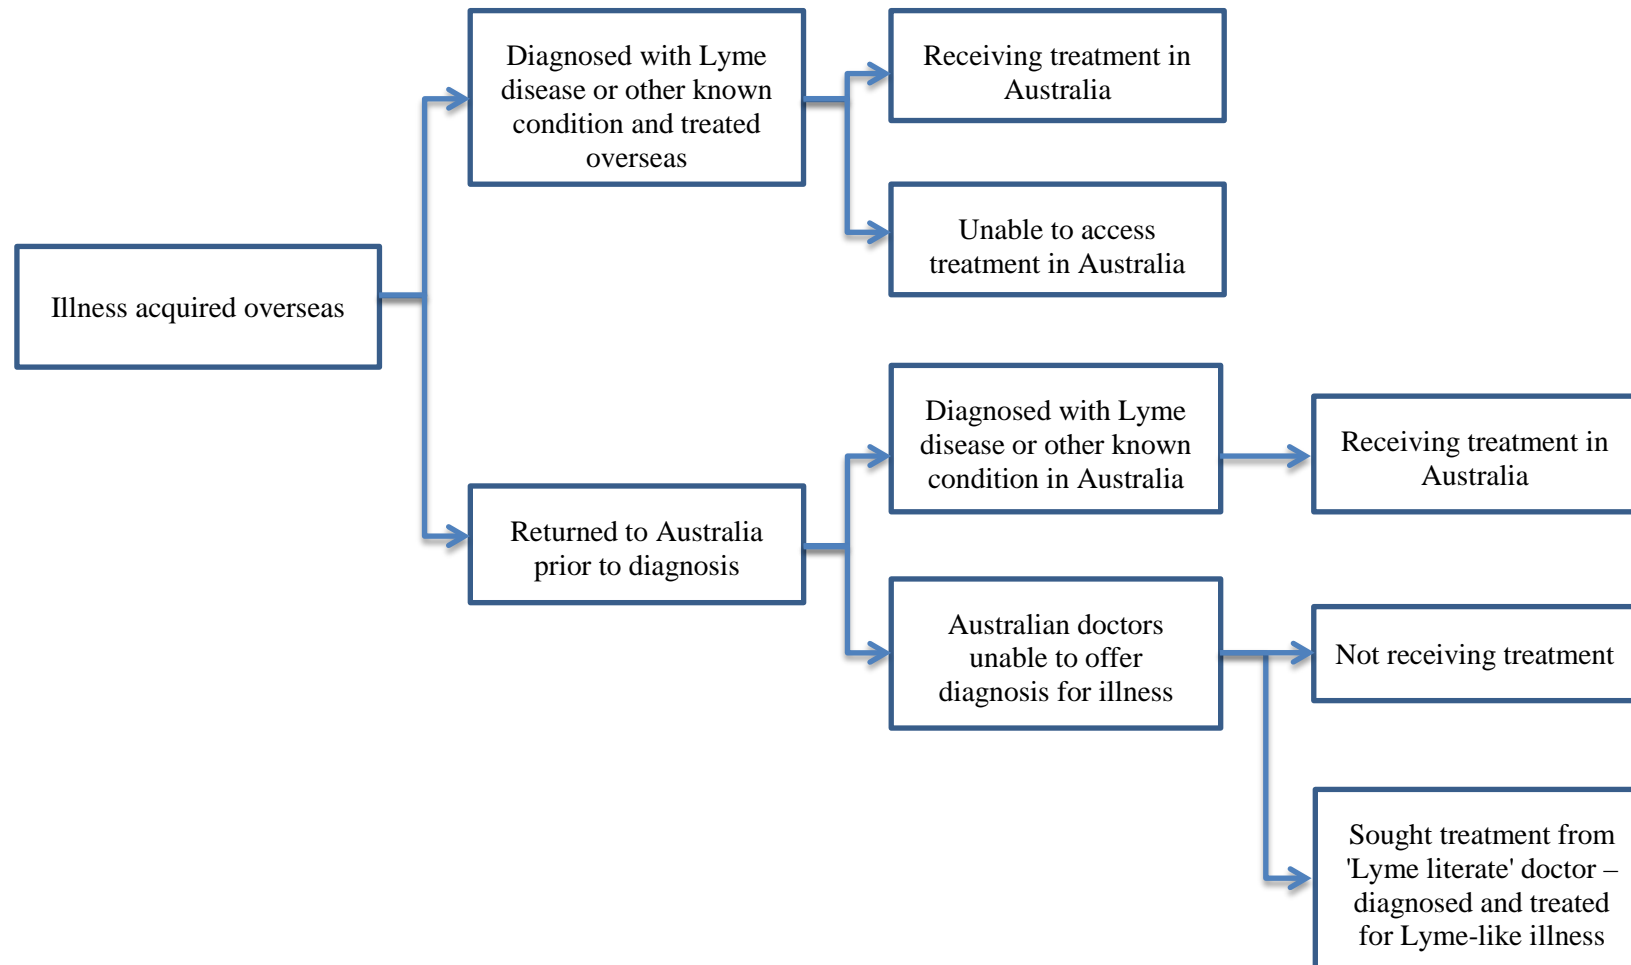 Diagnosed with Lyme
disease or other known
condition and treated
overseas
Receiving treatment in
Australia
Unable to access
treatment in Australia
Illness acquired overseas
Diagnosed with Lyme
disease or other known
condition in Australia
Receiving treatment in
Australia
Returned to Australia
prior to diagnosis
Australian doctors
unable to offer
diagnosis for illness
Not receiving treatment
Sought treatment from
'Lyme literate' doctor –
diagnosed and treated
for Lyme-like illness